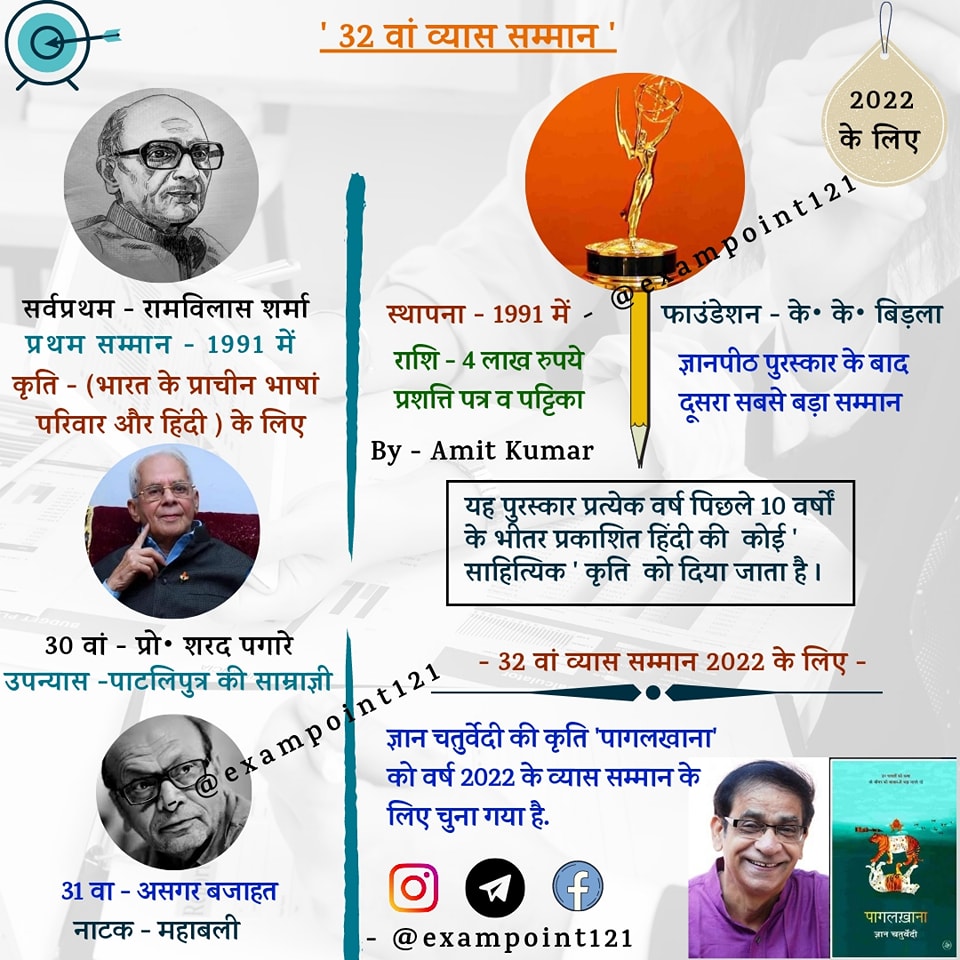 ' 32 वां व्यास सम्मान '
2022
के लिए
सर्वप्रथम - रामविलास शर्मा
प्रथम सम्मान - 1991 में
कृति - (भारत के प्राचीन भाषां
परिवार और हिंदी ) के लिए
स्थापना - 1991 में -
राशि - 4 लाख रुपये
प्रशत्ति पत्र व पट्टिका
By - Amit Kumar
@exampoint121
फाउंडेशन - के॰ के॰ बिड़ला
ज्ञानपीठ पुरस्कार के बाद
दूसरा सबसे बड़ा सम्मान
यह पुरस्कार प्रत्येक वर्ष पिछले 10 वर्षों
के भीतर प्रकाशित हिंदी की कोई '
साहित्यिक ' कृति को दिया जाता है।
30 वां - प्रो॰ शरद पगारे
उपन्यास -पाटलिपुत्र की साम्राज्ञी
@exampoint121
31 वा - असगर बजाहत
नाटक - महाबली
- 32 वां व्यास सम्मान 2022 के लिए -
ज्ञान चतुर्वेदी की कृति 'पागलखाना'
को वर्ष 2022 के व्यास सम्मान के
लिए चुना गया है.
पागलख़ाना
ज्ञान चतुर्वेदी
- @exampoint121